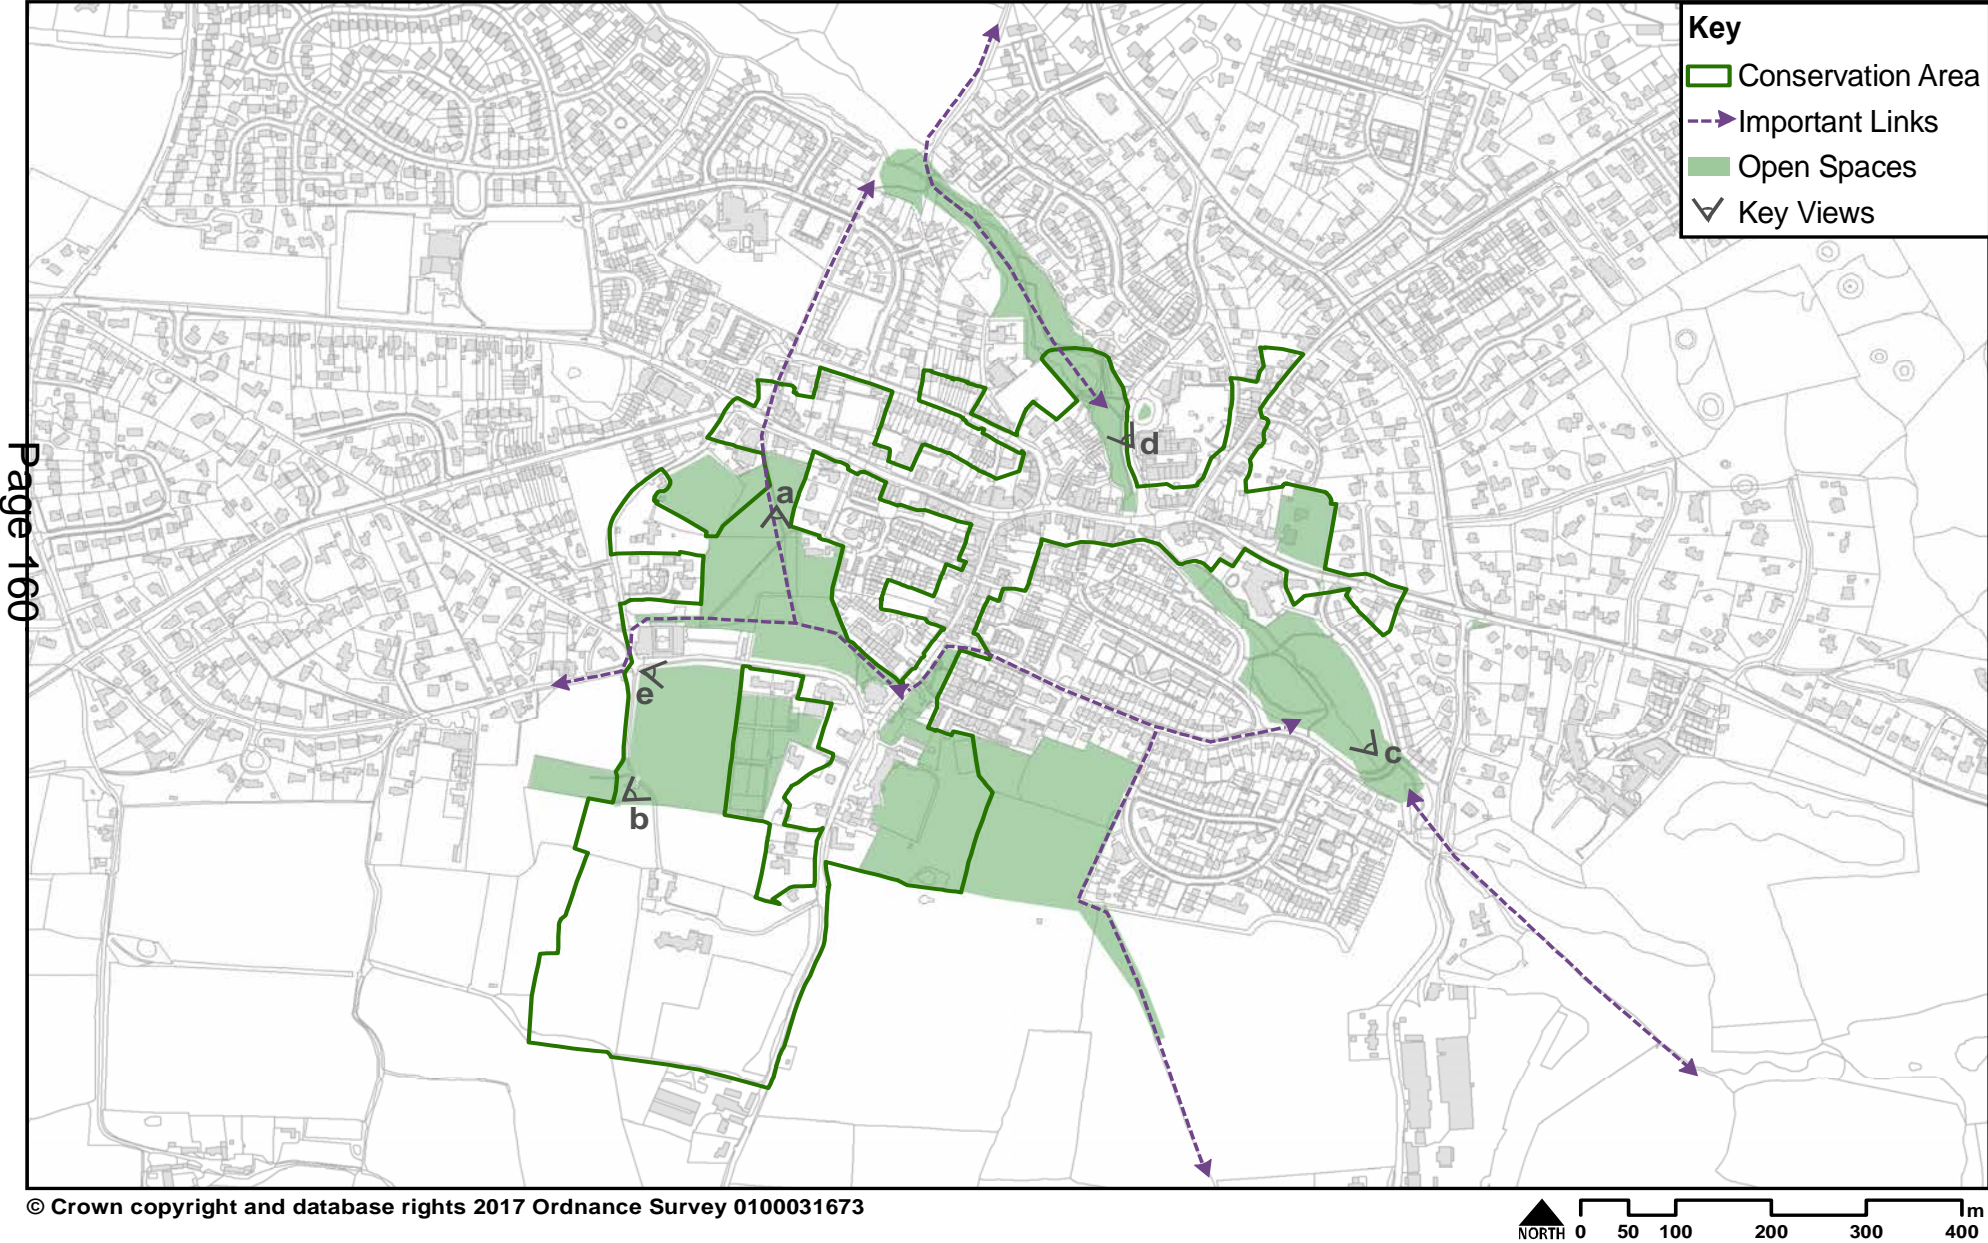 Key
Conservation Area
Important Links
Open Spaces
Key Views
a
d
e
b
c
Page 160
© Crown copyright and database rights 2017 Ordnance Survey 0100031673
NORTH
0 50 100 200 300 400 m